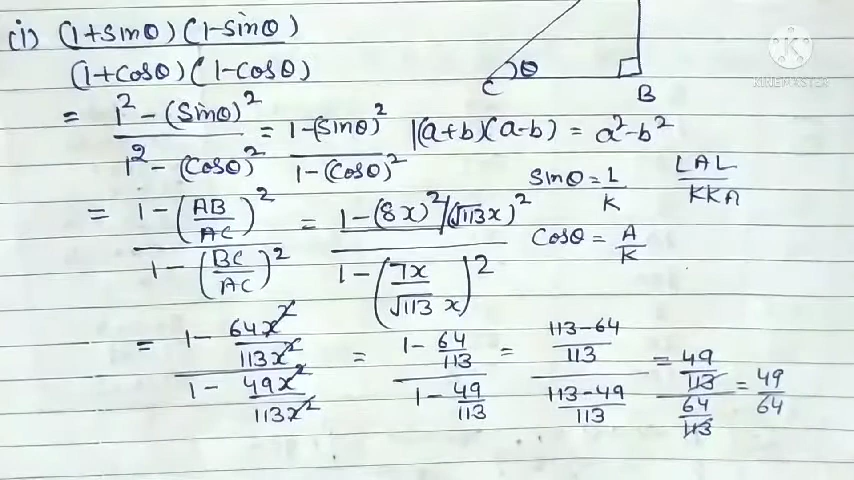 (i) (1+sinθ)(1-sinθ)
(1+cosθ)(1-cosθ)
C θ B
= 1² - (sinθ)² / 1² - (cosθ)² = 1-(sinθ)² / 1-(cosθ)² |(a+b)(a-b) = a²-b²
sinθ = L/K LAL/KKA
= 1-(AB/AC)² / 1-(BC/AC)² = 1-(8x)²/(√113x)² / 1-(7x/√113 x)² cosθ = A/K
= 1- 64x²/113x² / 1- 49x²/113x² = 1- 64/113 / 1- 49/113 = 113-64/113 / 113-49/113 = 49/113 / 64/113 = 49/64
KINEMASTER